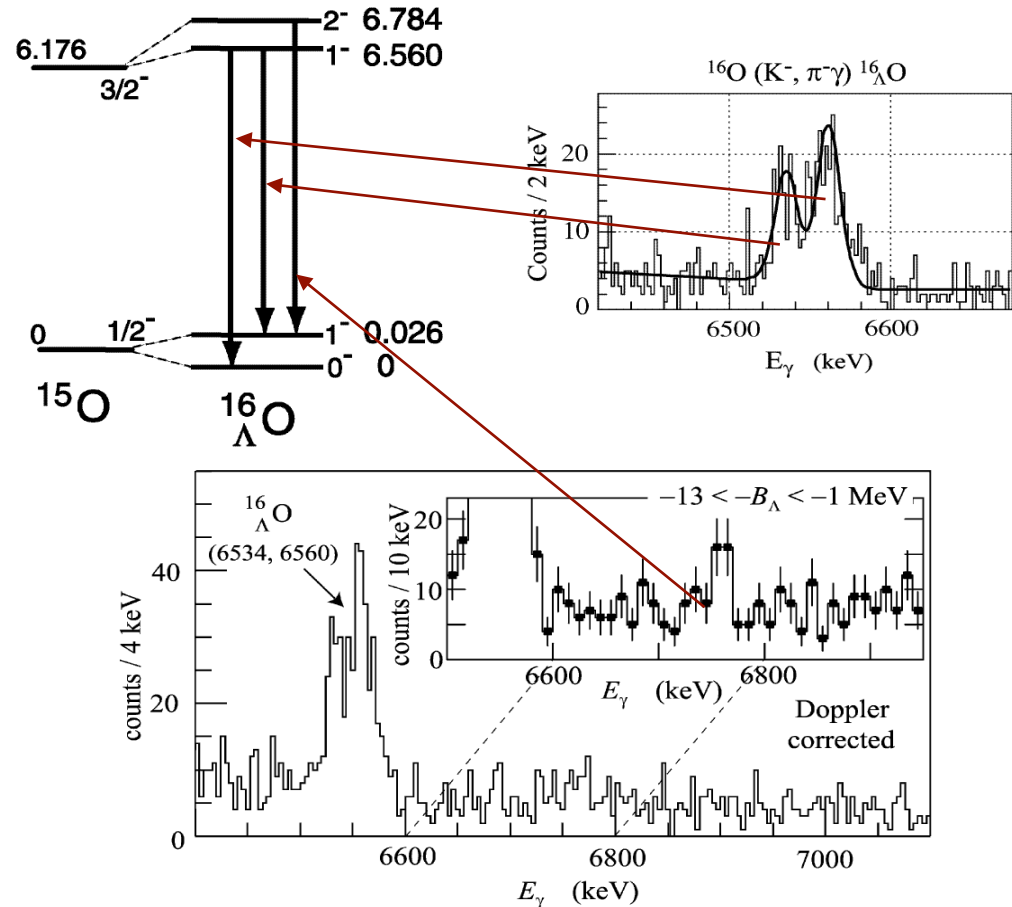 2⁻ 6.784
6.176
1⁻ 6.560
3/2⁻
0
1/2⁻
1⁻ 0.026
0⁻ 0
¹⁵O
¹⁶ΛO
¹⁶O (K⁻, π⁻γ) ¹⁶ΛO
Counts / 2 keV
20
10
0
6500
6600
Eγ (keV)
¹⁶ΛO
(6534, 6560)
counts / 4 keV
40
20
0
–13 < –BΛ < –1 MeV
counts / 10 keV
20
10
0
6600
6800
Eγ (keV)
Doppler
corrected
6600
6800
7000
Eγ (keV)